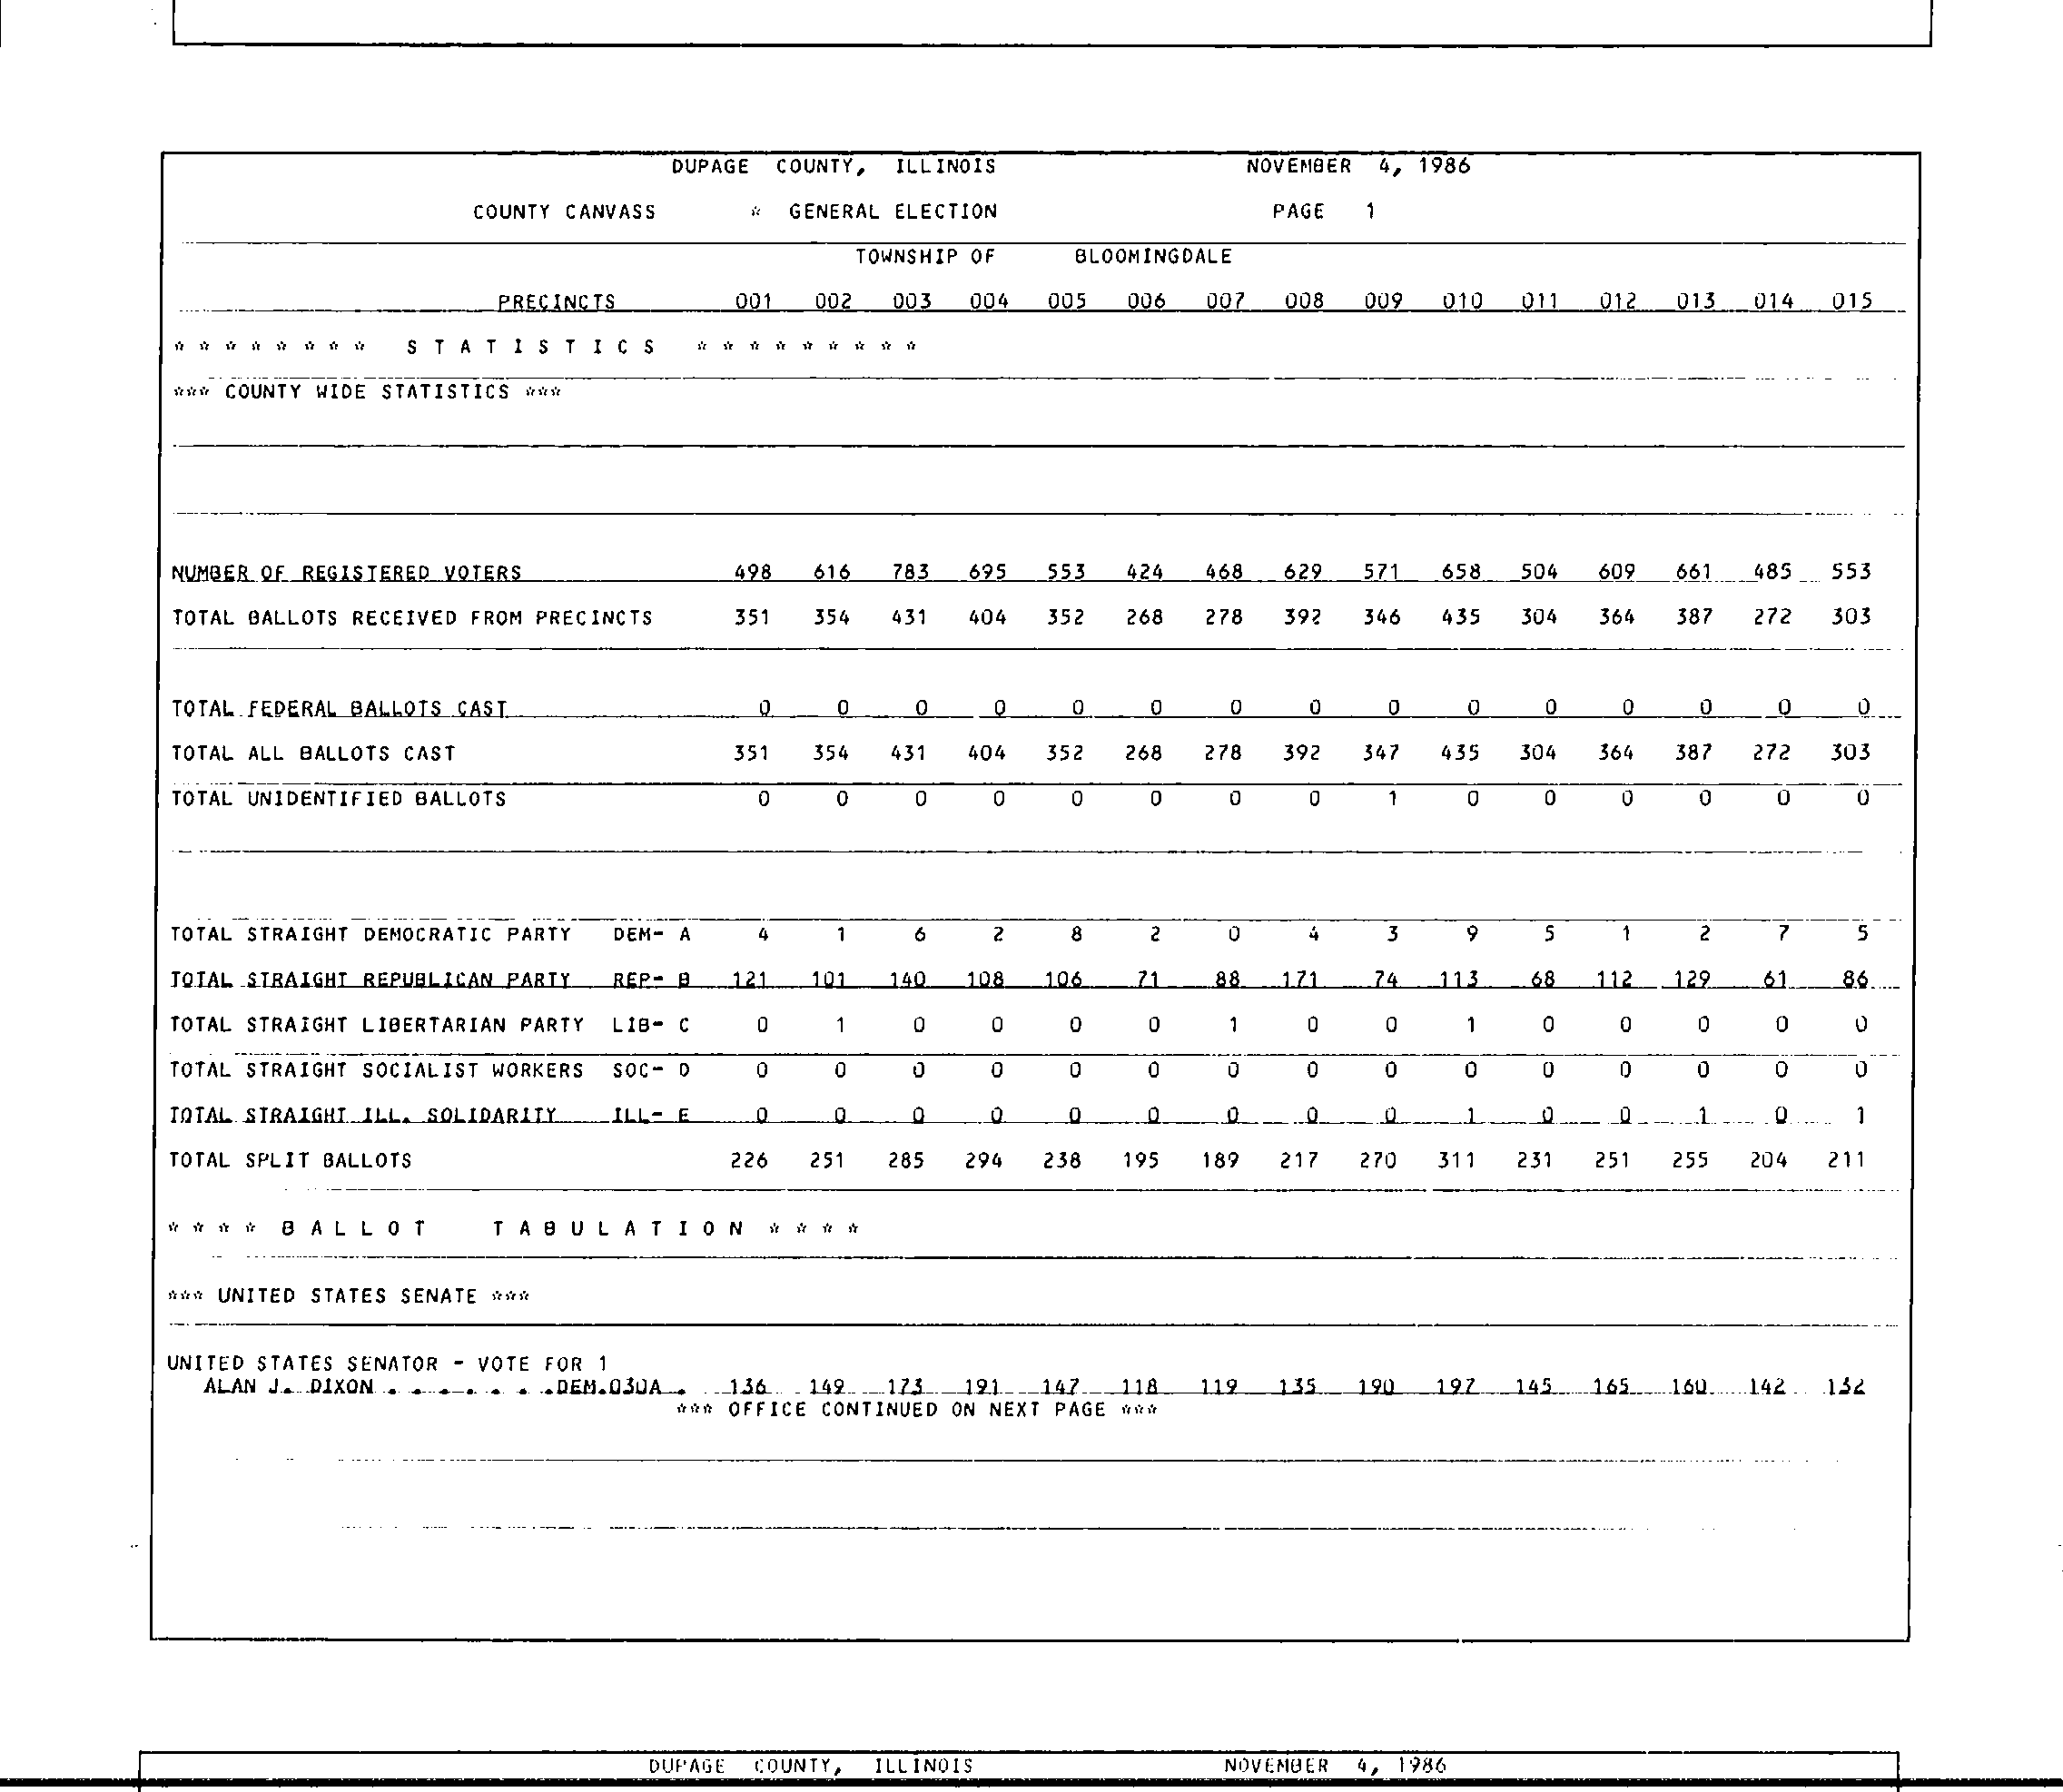 DUPAGE COUNTY, ILLINOIS NOVEMBER 4, 1986
COUNTY CANVASS * GENERAL ELECTION PAGE 1
TOWNSHIP OF BLOOMINGDALE
PRECINCTS 001 002 003 004 005 006 007 008 009 010 011 012 013 014 015
* * * * * * * * S T A T I S T I C S * * * * * * * * *
*** COUNTY WIDE STATISTICS ***
NUMBER OF REGISTERED VOTERS 498 616 783 695 553 424 468 629 571 658 504 609 661 485 553
TOTAL BALLOTS RECEIVED FROM PRECINCTS 351 354 431 404 352 268 278 392 346 435 304 364 387 272 303
TOTAL FEDERAL BALLOTS CAST 0 0 0 0 0 0 0 0 0 0 0 0 0 0 0
TOTAL ALL BALLOTS CAST 351 354 431 404 352 268 278 392 347 435 304 364 387 272 303
TOTAL UNIDENTIFIED BALLOTS 0 0 0 0 0 0 0 0 1 0 0 0 0 0 0
TOTAL STRAIGHT DEMOCRATIC PARTY DEM- A 4 1 6 2 8 2 0 4 3 9 5 1 2 7 5
TOTAL STRAIGHT REPUBLICAN PARTY REP- B 121 101 140 108 106 71 88 171 74 113 68 112 129 61 86
TOTAL STRAIGHT LIBERTARIAN PARTY LIB- C 0 1 0 0 0 0 1 0 0 1 0 0 0 0 0
TOTAL STRAIGHT SOCIALIST WORKERS SOC- D 0 0 0 0 0 0 0 0 0 0 0 0 0 0 0
TOTAL STRAIGHT ILL. SOLIDARITY ILL- E 0 0 0 0 0 0 0 0 0 1 0 0 1 0 1
TOTAL SPLIT BALLOTS 226 251 285 294 238 195 189 217 270 311 231 251 255 204 211
* * * * B A L L O T T A B U L A T I O N * * * *
*** UNITED STATES SENATE ***
UNITED STATES SENATOR - VOTE FOR 1
ALAN J. DIXON . . . . . . . .DEM.030A . 136 149 173 191 147 118 119 135 190 197 145 165 160 142 132
*** OFFICE CONTINUED ON NEXT PAGE ***
DUPAGE COUNTY, ILLINOIS NOVEMBER 4, 1986